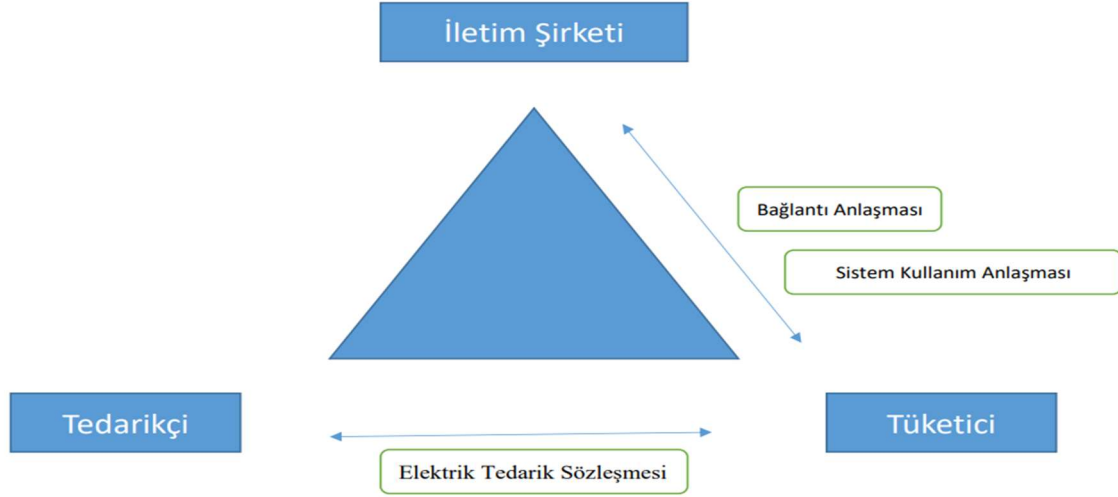 İletim Şirketi
Bağlantı Anlaşması
Sistem Kullanım Anlaşması
Tedarikçi
Tüketici
Elektrik Tedarik Sözleşmesi